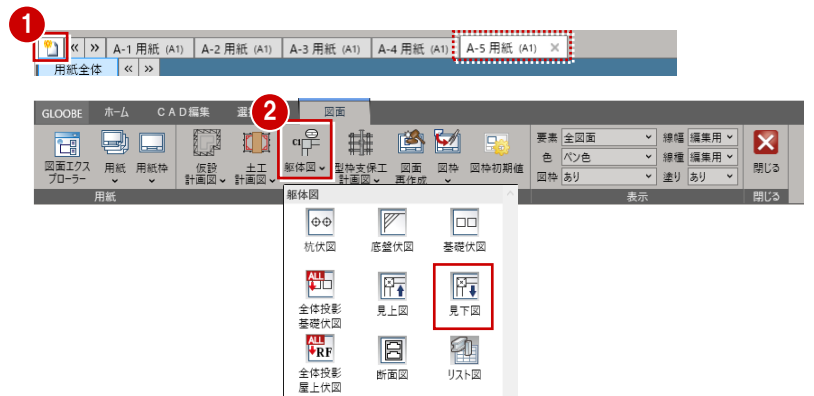 1
« » A-1 用紙 (A1) A-2 用紙 (A1) A-3 用紙 (A1) A-4 用紙 (A1) A-5 用紙 (A1) ×
用紙全体 « »
2
GLOOBE ホーム CAD編集 図面
図面エクス
プローラー
用紙
用紙枠
仮設
計画図
土工
計画図
躯体図
型枠支保工
計画図
図面
再作成
図枠
図枠初期値
要素 全図面
色 ペン色
図枠 あり
線幅 編集用
線種 編集用
塗り あり
閉じる
用紙 表示 閉じる
躯体図
杭伏図 底盤伏図 基礎伏図
ALL
全体投影
基礎伏図
見上図 見下図
ALL
RF
全体投影
屋上伏図
断面図 リスト図